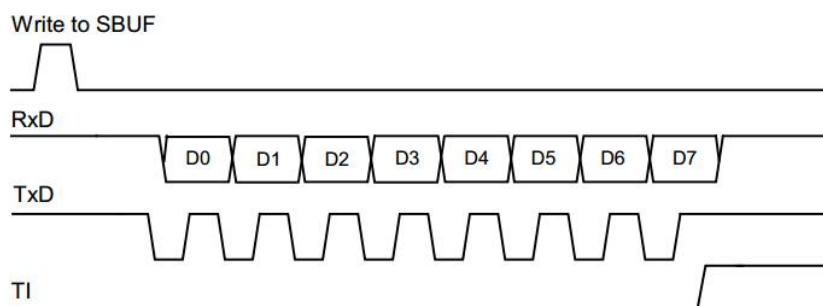 Write to SBUF
RxD
D0 D1 D2 D3 D4 D5 D6 D7
TxD
TI